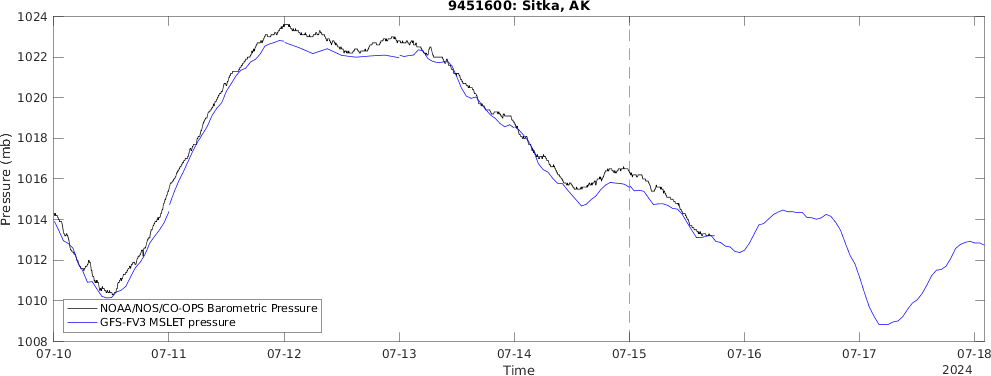 9451600: Sitka, AK
Pressure (mb)
1024
1022
1020
1018
1016
1014
1012
1010
1008
NOAA/NOS/CO-OPS Barometric Pressure
GFS-FV3 MSLET pressure
07-10 07-11 07-12 07-13 07-14 07-15 07-16 07-17 07-18
Time
2024